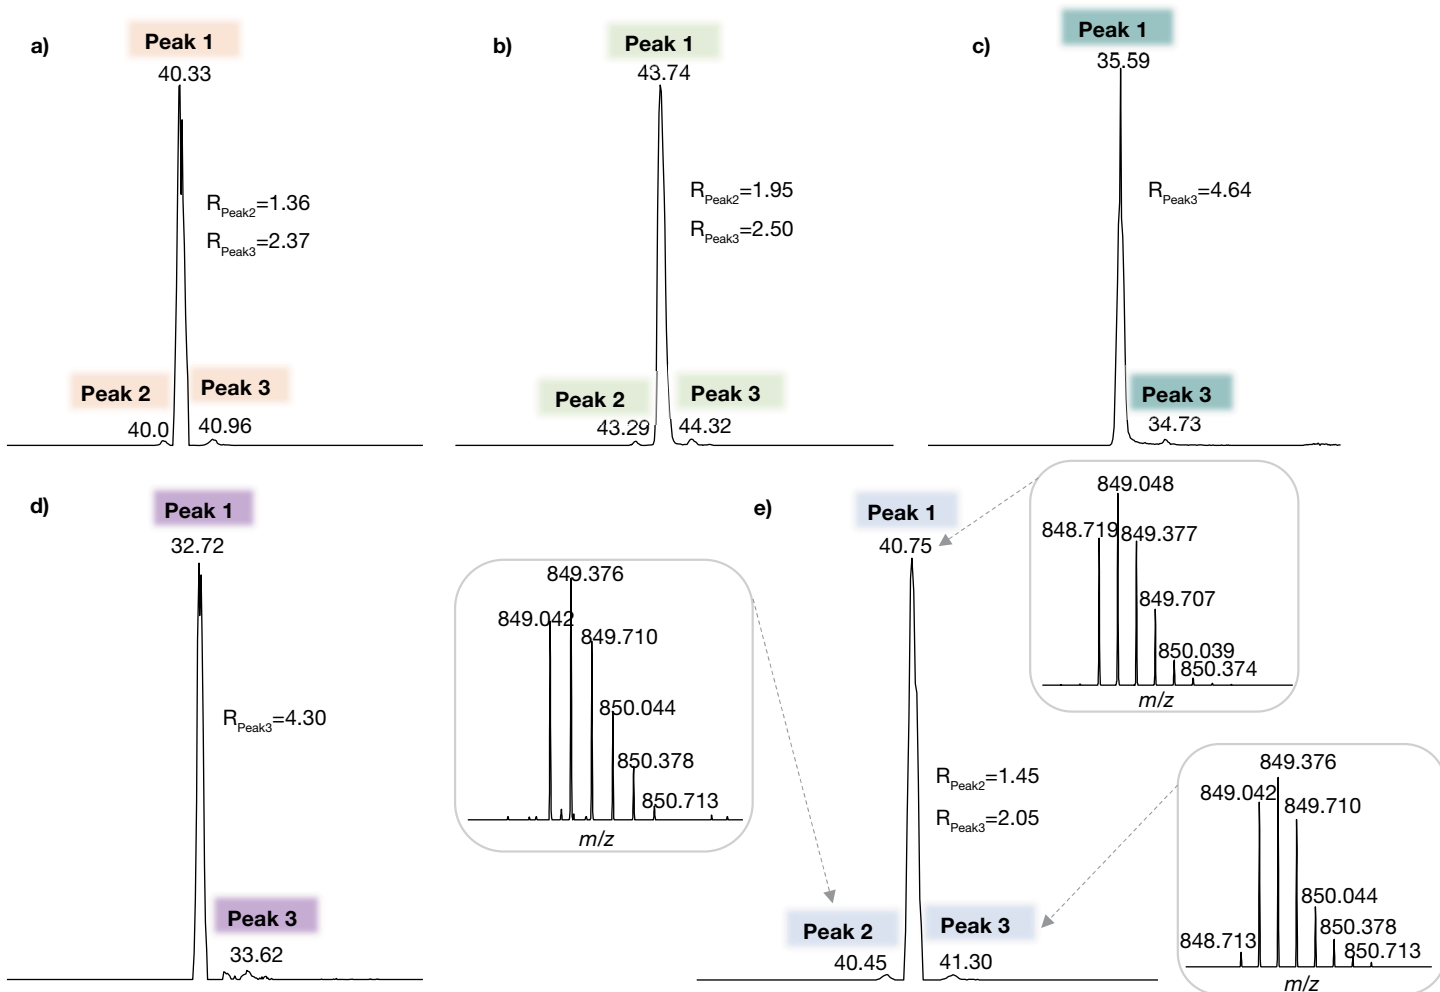 a)
Peak 1
40.33
R_Peak2=1.36
R_Peak3=2.37
Peak 2
Peak 3
40.0
40.96
b)
Peak 1
43.74
R_Peak2=1.95
R_Peak3=2.50
Peak 2
Peak 3
43.29
44.32
c)
Peak 1
35.59
R_Peak3=4.64
Peak 3
34.73
d)
Peak 1
32.72
R_Peak3=4.30
Peak 3
33.62
849.376
849.042
849.710
850.044
850.378
850.713
m/z
e)
Peak 1
40.75
R_Peak2=1.45
R_Peak3=2.05
Peak 2
Peak 3
40.45
41.30
849.048
848.719
849.377
849.707
850.039
850.374
m/z
849.376
849.042
849.710
850.044
850.378
848.713
850.713
m/z